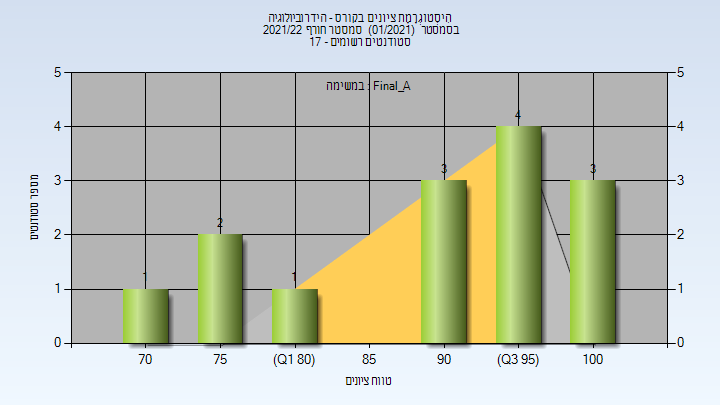 היסטוגרמת ציונים בקורס - הידרוביולוגיה
בסמסטר (01/2021) סמסטר חורף 2021/22
סטודנטים רשומים - 17
במשימה : Final_A
5 5
4 4 4
3 3 3 3
2 2 2
1 1 1 1
0 0
70 75 (Q1 80) 85 90 (Q3 95) 100
מספר סטודנטים
טווח ציונים